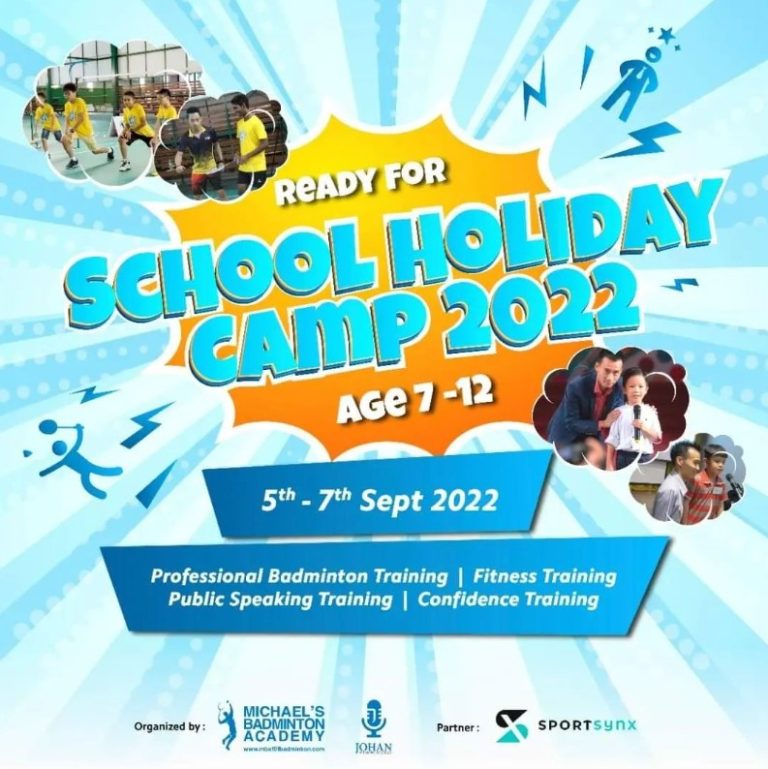 READY FOR
SCHOOL HOLIDAY
CAMP 2022
AGE 7 -12
5th - 7th Sept 2022
Professional Badminton Training | Fitness Training
Public Speaking Training | Confidence Training
Organized by :
MICHAEL'S
BADMINTON
ACADEMY
JOHAN
Partner :
SPORTSYNX